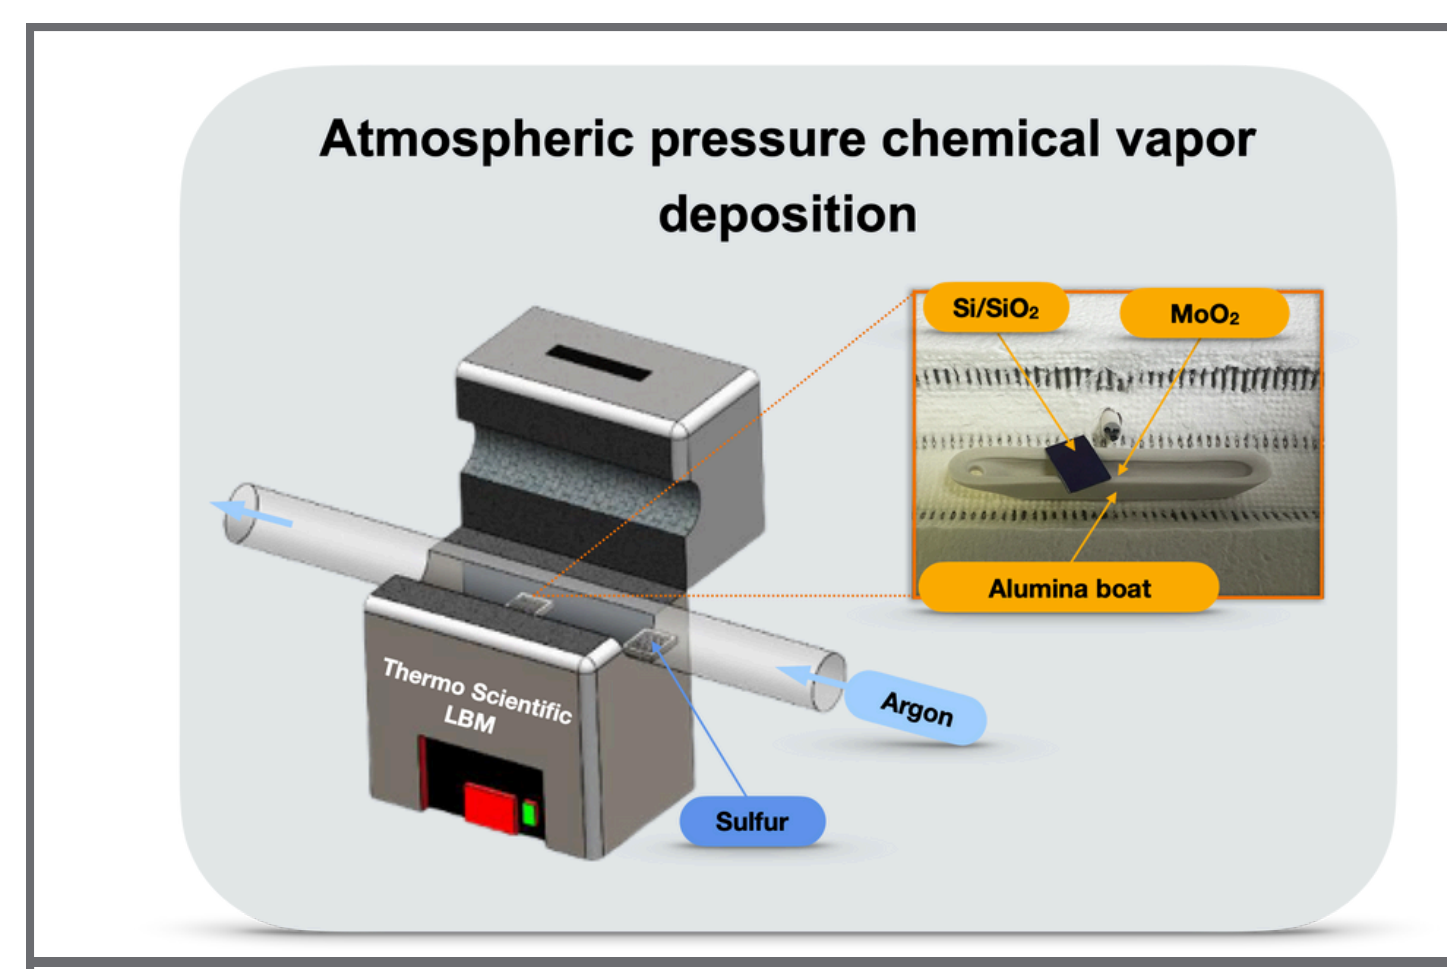 Atmospheric pressure chemical vapor
deposition
Si/SiO₂
MoO₂
Alumina boat
Thermo Scientific
LBM
Argon
Sulfur